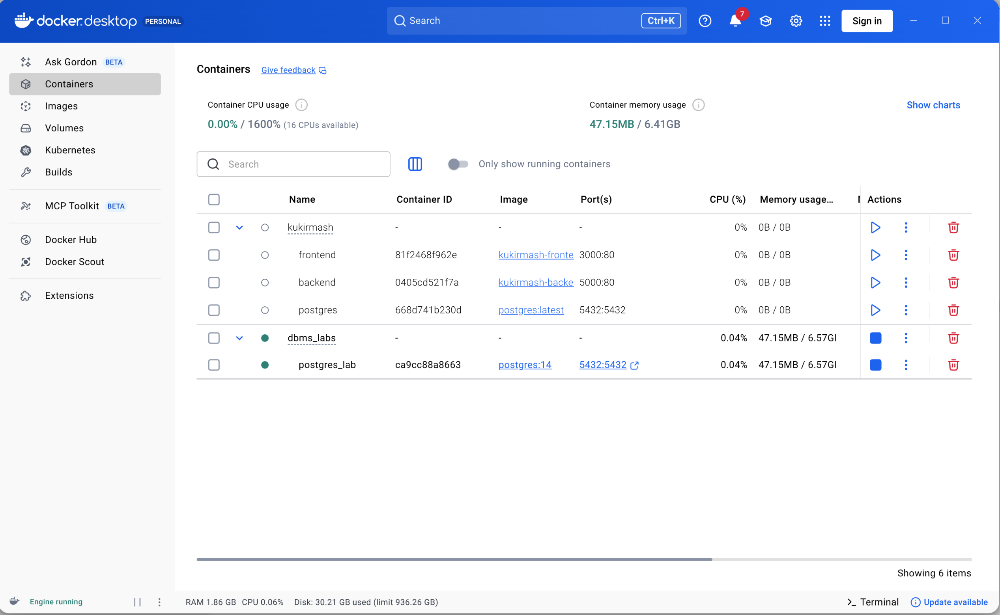 docker.desktop PERSONAL Search Ctrl+K 7 Sign in
Ask Gordon BETA
Containers
Images
Volumes
Kubernetes
Builds
MCP Toolkit BETA
Docker Hub
Docker Scout
Extensions
Containers Give feedback
Container CPU usage Container memory usage Show charts
0.00% / 1600% (16 CPUs available) 47.15MB / 6.41GB
Search Only show running containers
Name Container ID Image Port(s) CPU (%) Memory usage... Actions
kukirmash - - - 0% 0B / 0B
frontend 81f2468f962e kukirmash-fronte 3000:80 0% 0B / 0B
backend 0405cd521f7a kukirmash-backe 5000:80 0% 0B / 0B
postgres 668d741b230d postgres:latest 5432:5432 0% 0B / 0B
dbms_labs - - - 0.04% 47.15MB / 6.57G
postgres_lab ca9cc88a8663 postgres:14 5432:5432 0.04% 47.15MB / 6.57G
Showing 6 items
Engine running RAM 1.86 GB CPU 0.06% Disk: 30.21 GB used (limit 936.26 GB) >_ Terminal Update available